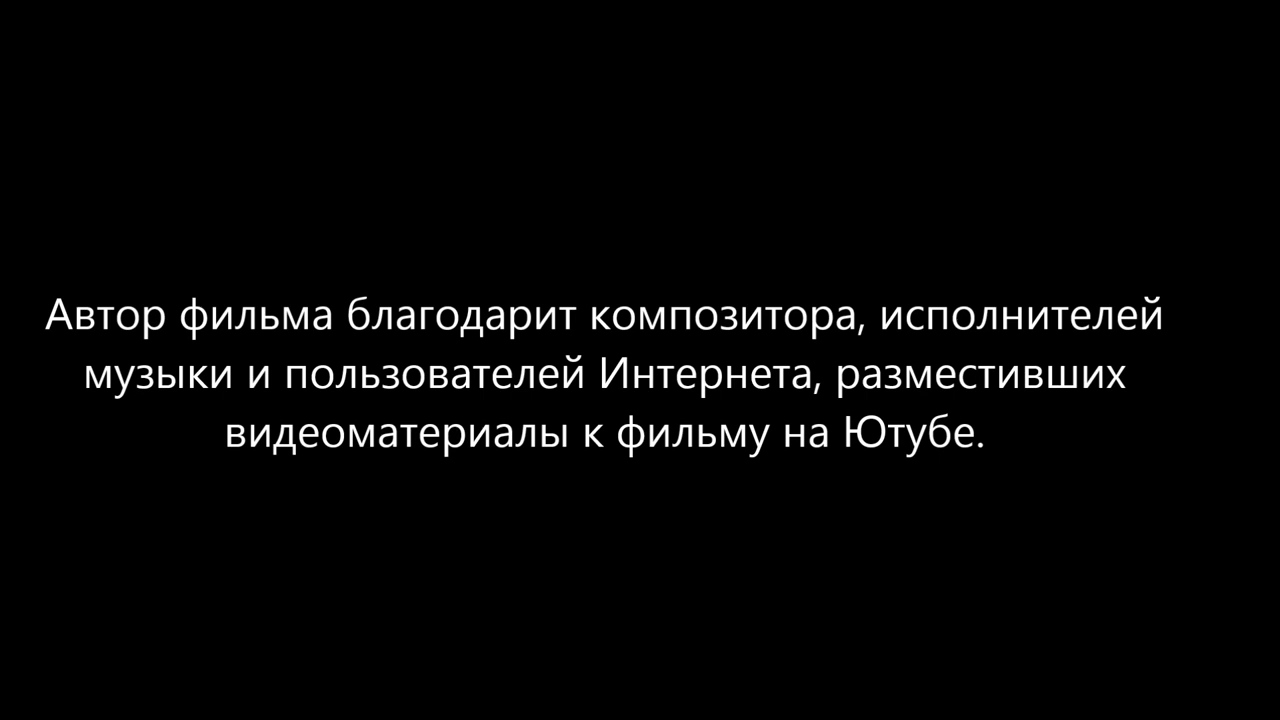 Автор фильма благодарит композитора, исполнителей
музыки и пользователей Интернета, разместивших
видеоматериалы к фильму на Ютубе.